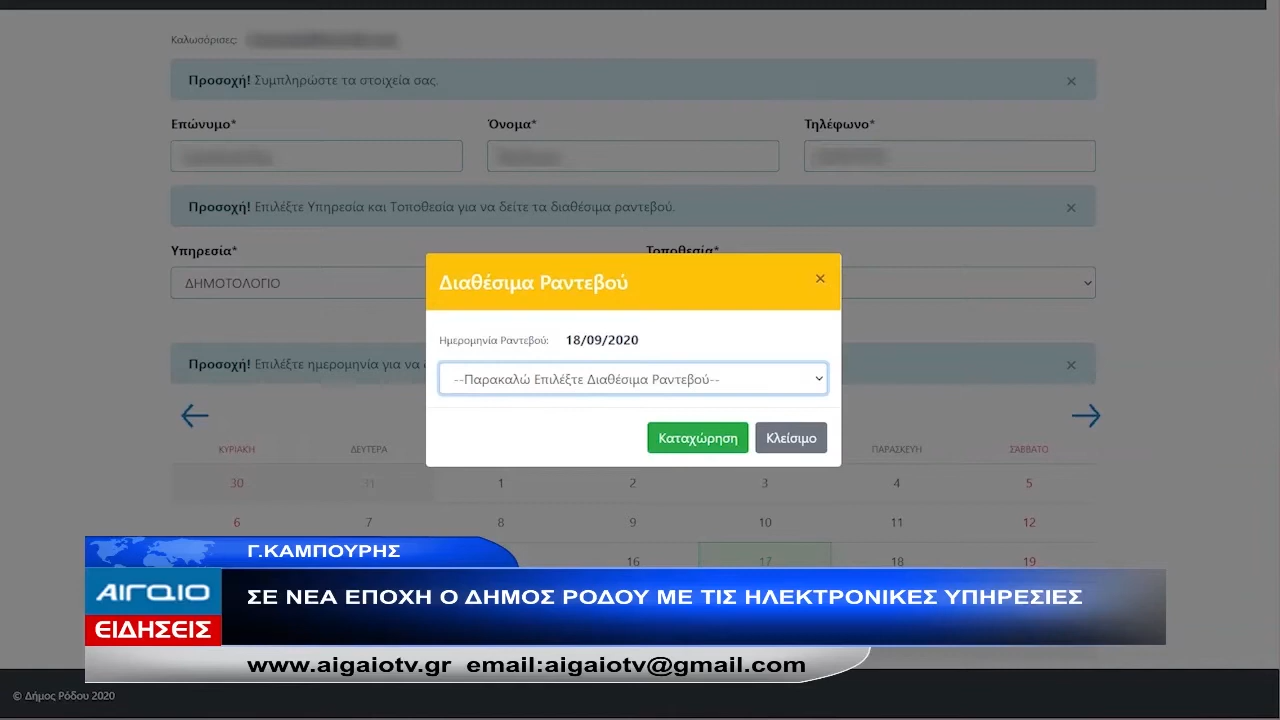 Καλωσόρισες:
Προσοχή! Συμπληρώστε τα στοιχεία σας. ×
Επώνυμο* Όνομα* Τηλέφωνο*
Προσοχή! Επιλέξτε Υπηρεσία και Τοποθεσία για να δείτε τα διαθέσιμα ραντεβού. ×
Υπηρεσία* Τοποθεσία*
ΔΗΜΟΤΟΛΟΓΙΟ
Διαθέσιμα Ραντεβού ×
Ημερομηνία Ραντεβού: 18/09/2020
--Παρακαλώ Επιλέξτε Διαθέσιμα Ραντεβού--
Καταχώρηση Κλείσιμο
Προσοχή! Επιλέξτε ημερομηνία για να ×
ΚΥΡΙΑΚΗ ΔΕΥΤΕΡΑ ΠΑΡΑΣΚΕΥΗ ΣΑΒΒΑΤΟ
30 31 1 2 3 4 5
6 7 8 9 10 11 12
16 17 18 19
Γ.ΚΑΜΠΟΥΡΗΣ
ΑΙΓΑΙΟ
ΕΙΔΗΣΕΙΣ
ΣΕ ΝΕΑ ΕΠΟΧΗ Ο ΔΗΜΟΣ ΡΟΔΟΥ ΜΕ ΤΙΣ ΗΛΕΚΤΡΟΝΙΚΕΣ ΥΠΗΡΕΣΙΕΣ
www.aigaiotv.gr email:aigaiotv@gmail.com
© Δήμος Ρόδου 2020